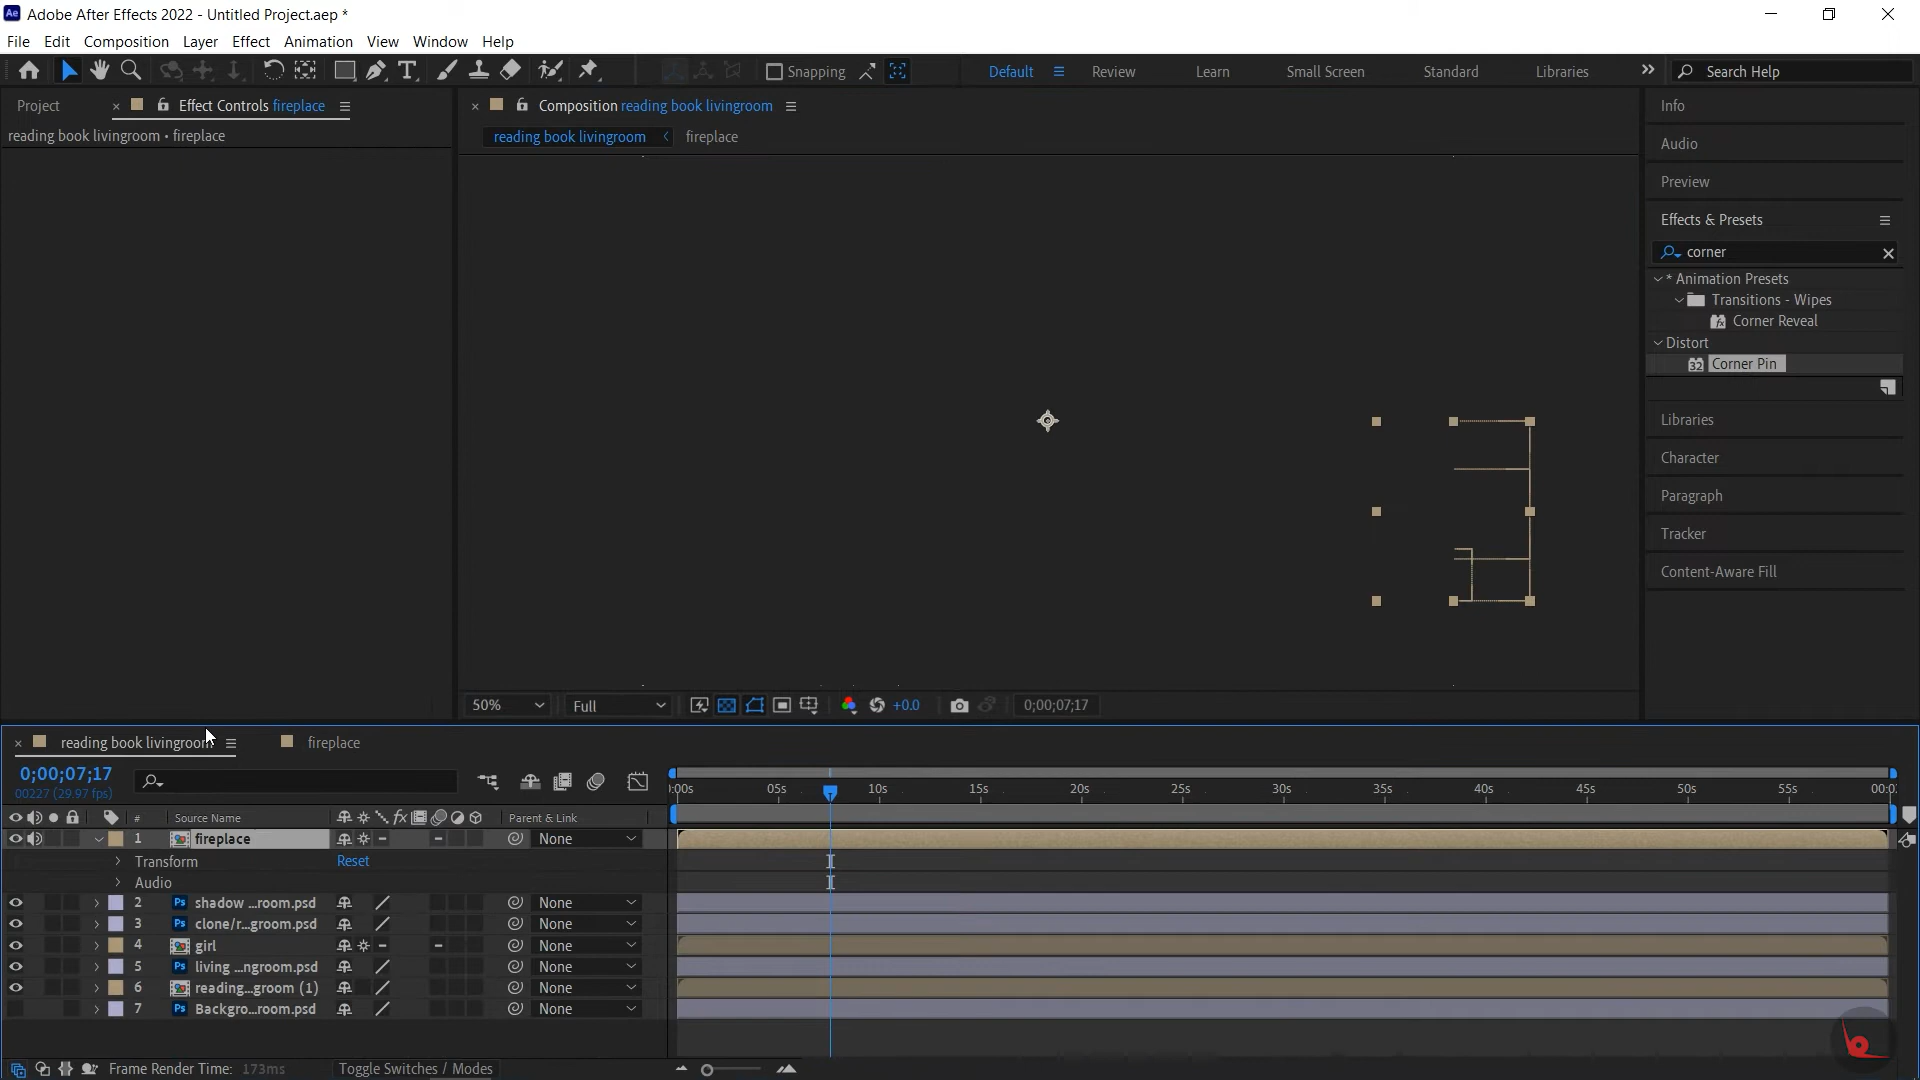 Adobe After Effects 2022 - Untitled Project.aep *
File Edit Composition Layer Effect Animation View Window Help
Snapping Default Review Learn Small Screen Standard Libraries Search Help
Project Effect Controls fireplace
reading book livingroom • fireplace
Composition reading book livingroom
reading book livingroom fireplace
50% Full +0.0 0;00;07;17
Info
Audio
Preview
Effects & Presets
corner
* Animation Presets
Transitions - Wipes
Corner Reveal
Distort
32 Corner Pin
Libraries
Character
Paragraph
Tracker
Content-Aware Fill
reading book livingroom fireplace
0;00;07;17
00227 (29.97 fps)
:00s 05s 10s 15s 20s 25s 30s 35s 40s 45s 50s 55s
# Source Name Parent & Link
1 fireplace None
Transform Reset
Audio
2 Ps shadow ...room.psd None
3 Ps clone/r...groom.psd None
4 girl None
5 Ps living ...ngroom.psd None
6 reading...groom (1) None
7 Ps Backgro...room.psd None
Frame Render Time: 173ms Toggle Switches / Modes